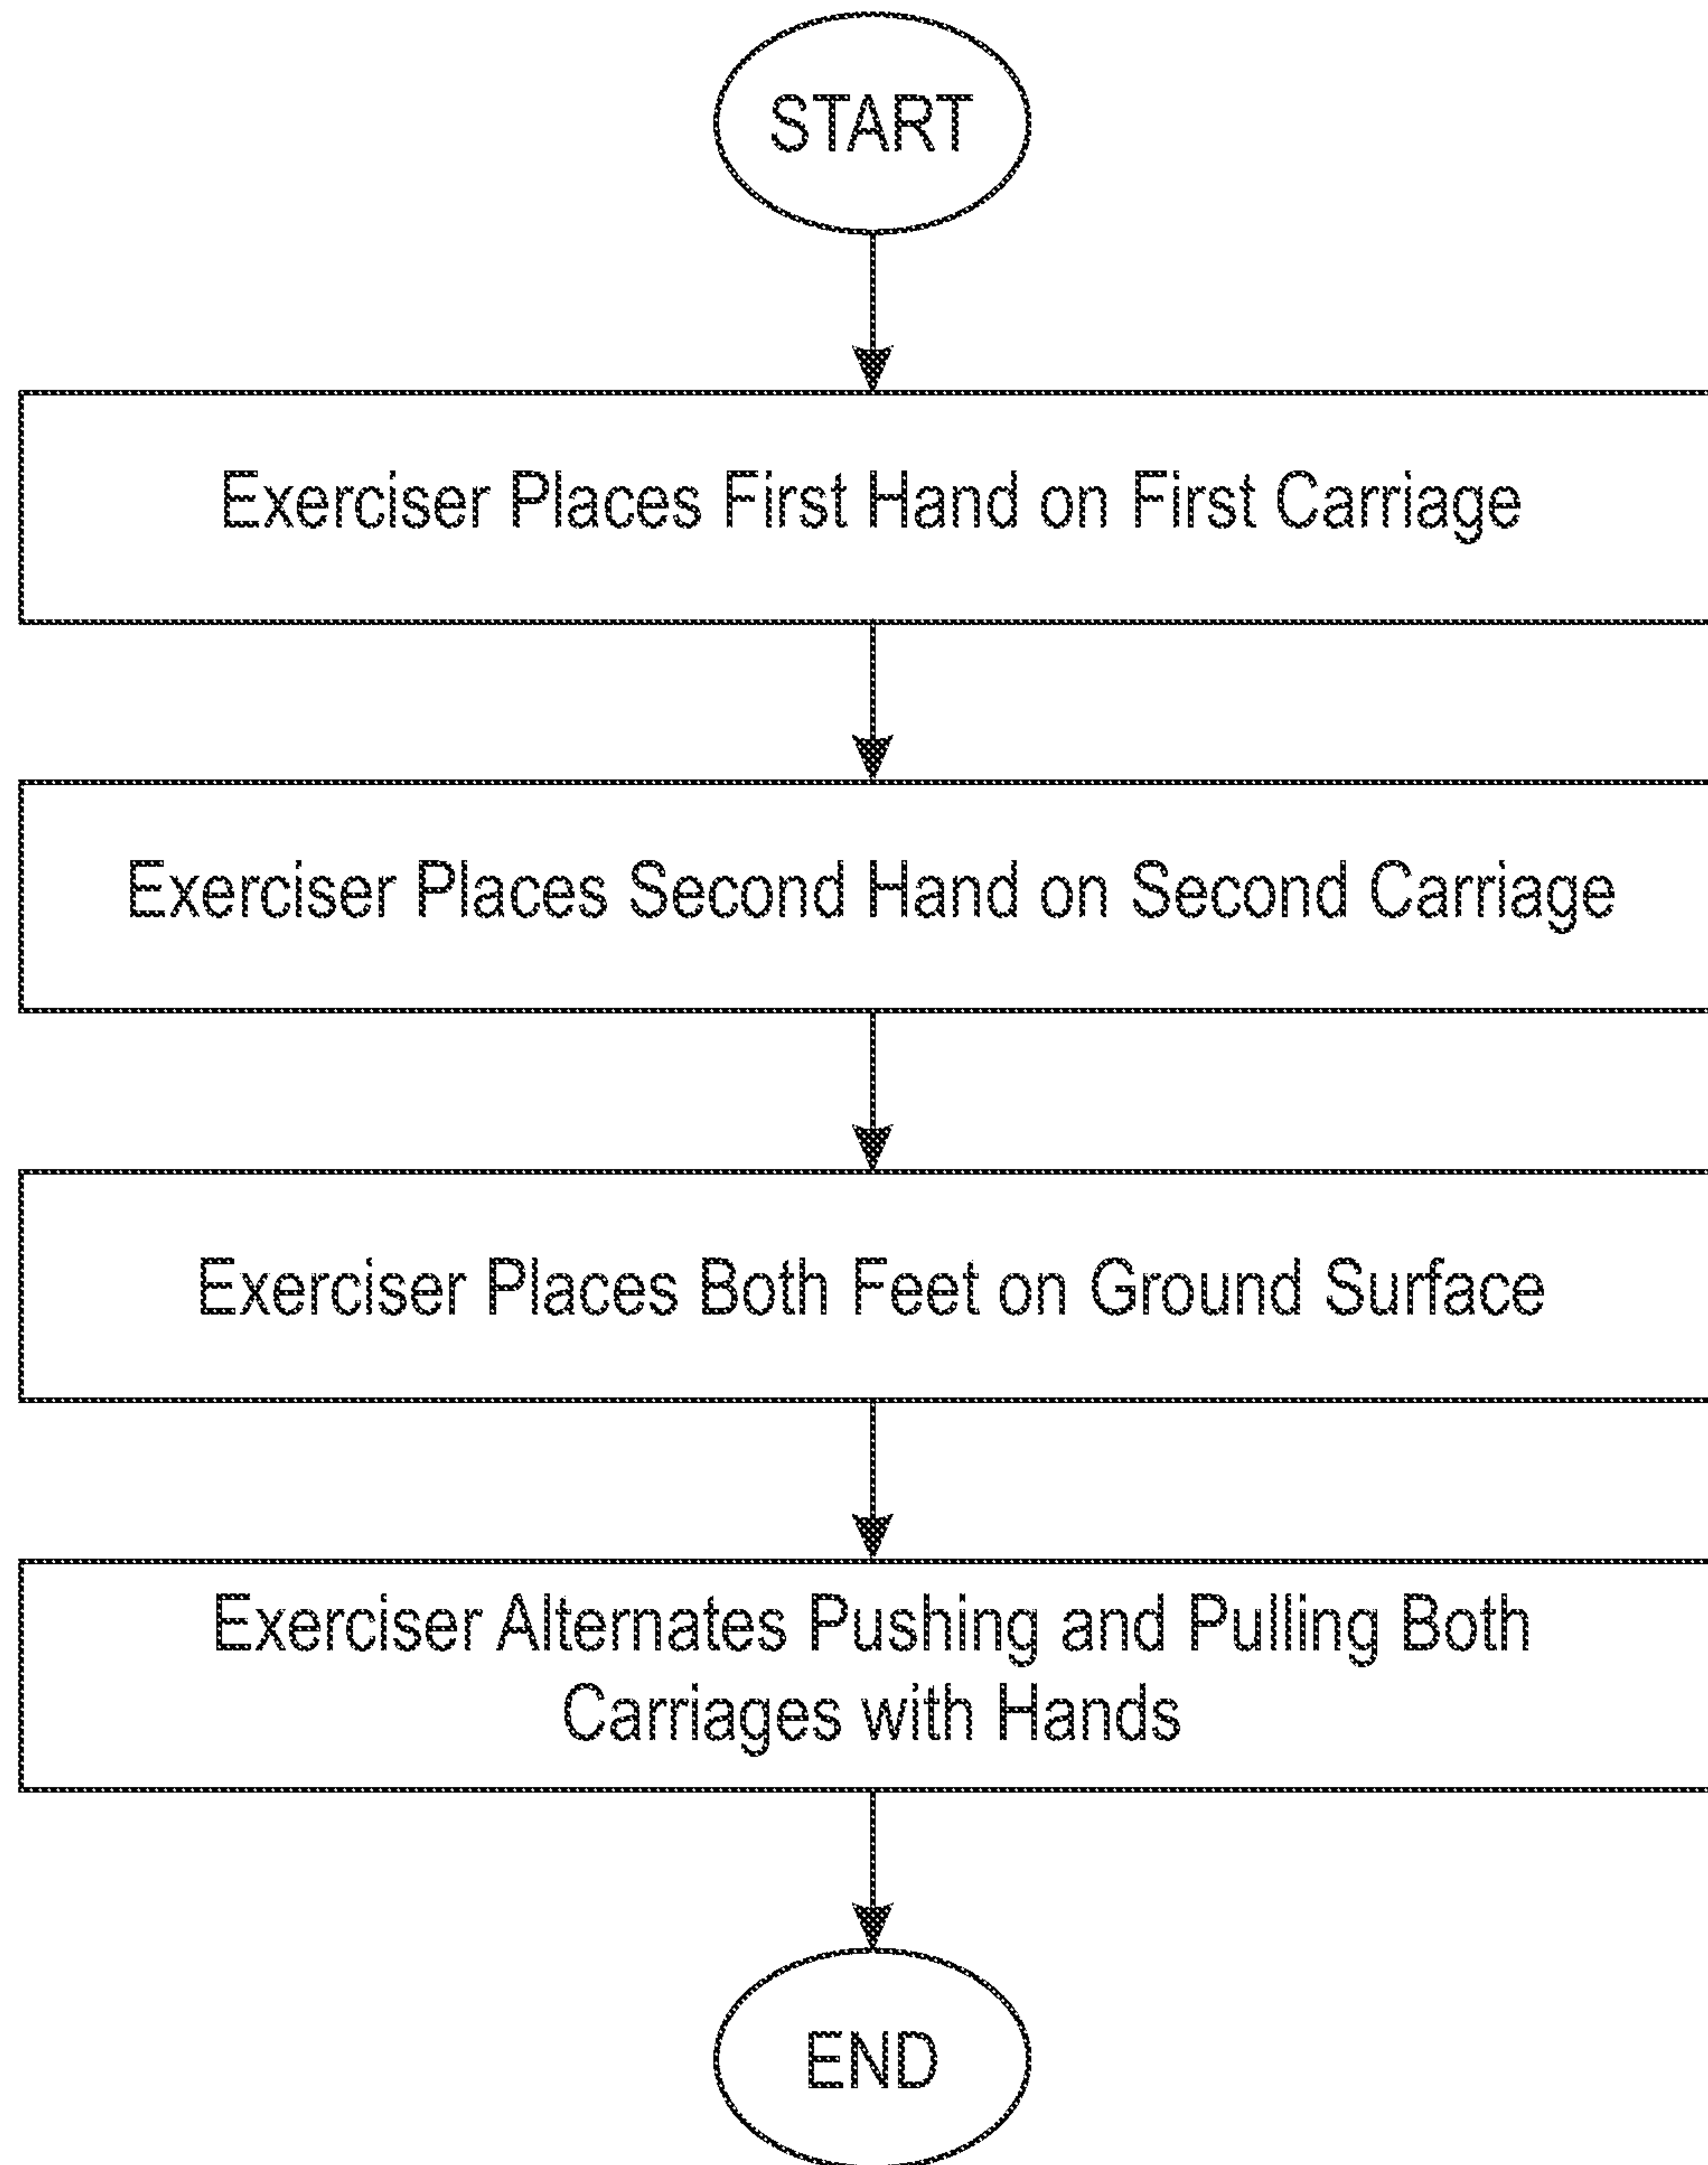 START
Exerciser Places First Hand on First Carriage
Exerciser Places Second Hand on Second Carriage
Exerciser Places Both Feet on Ground Surface
Exerciser Alternates Pushing and Pulling Both
Carriages with Hands
END